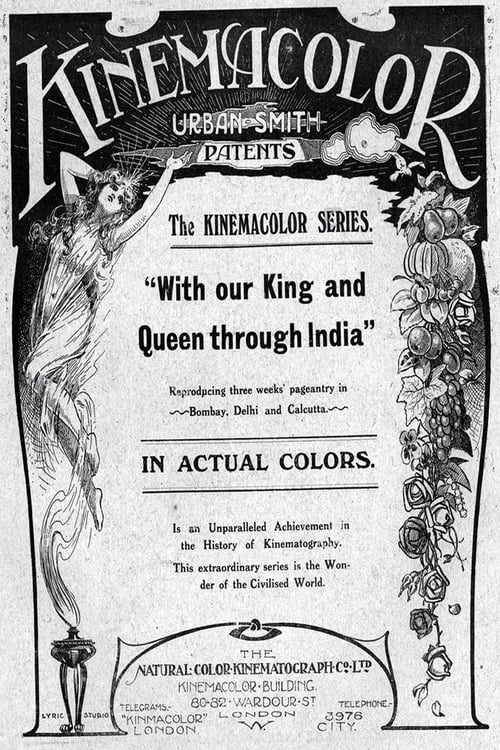 KINEMACOLOR
URBAN-SMITH
PATENTS
The KINEMACOLOR SERIES.
"With our King and
Queen through India"
Reproducing three weeks' pageantry in
Bombay, Delhi and Calcutta.
IN ACTUAL COLORS.
Is an Unparalleled Achievement in
the History of Kinematography.
This extraordinary series is the Won-
der of the Civilised World.
THE
NATURAL·COLOR·KINEMATOGRAPH·CO·LTD
KINEMACOLOR·BUILDING.
80-82·WARDOUR·ST
LONDON
W.
TELEGRAMS:-
"KINMACOLOR"
LONDON.
TELEPHONE:-
3976
CITY.
LYRIC STUDIO